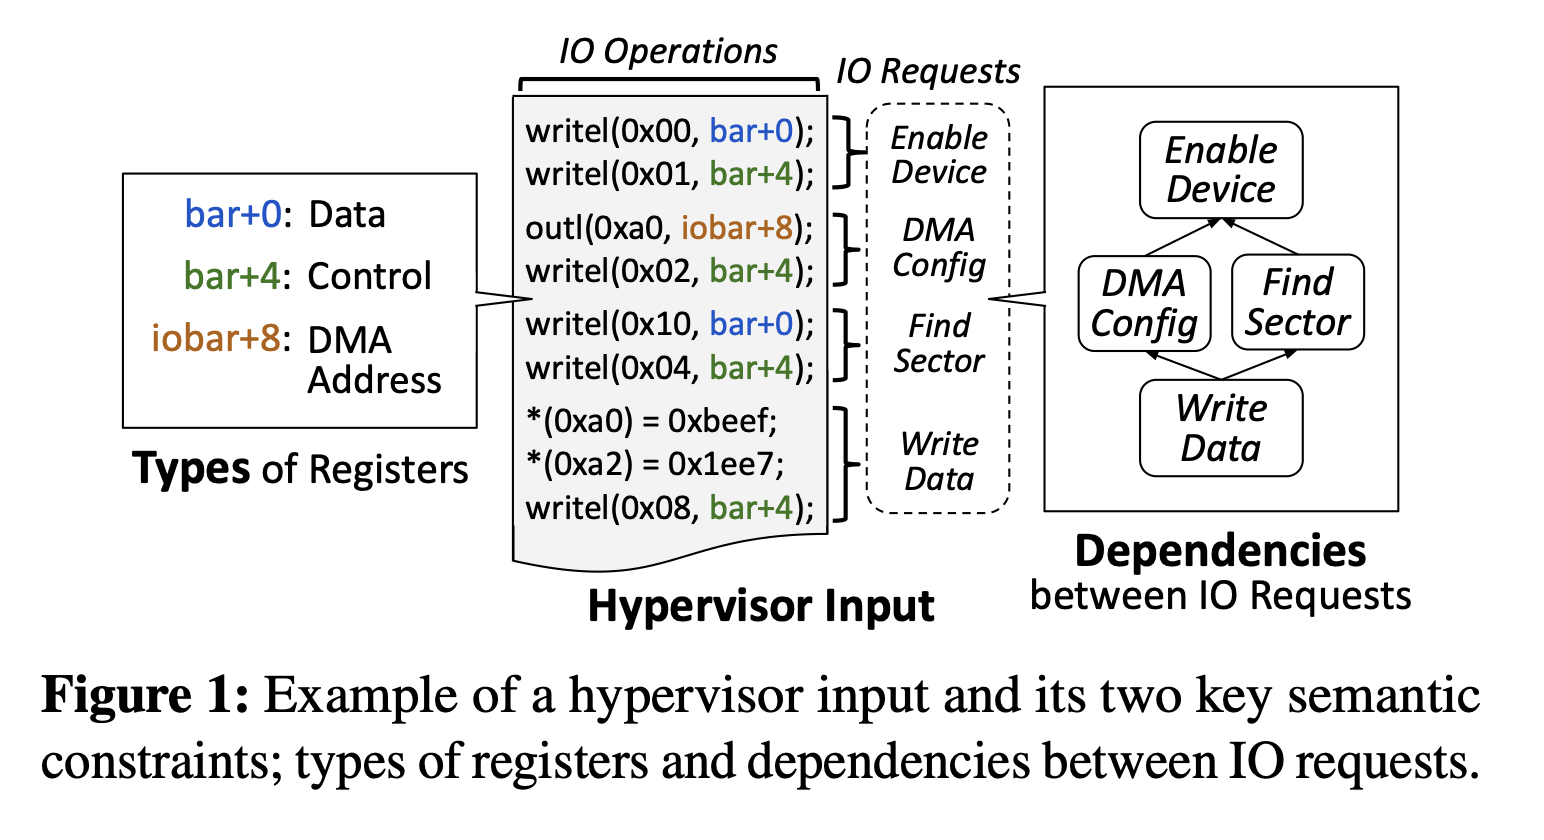 IO Operations
IO Requests
bar+0: Data
bar+4: Control
iobar+8: DMA
Address
Types of Registers
writel(0x00, bar+0);
writel(0x01, bar+4);
outl(0xa0, iobar+8);
writel(0x02, bar+4);
writel(0x10, bar+0);
writel(0x04, bar+4);
*(0xa0) = 0xbeef;
*(0xa2) = 0x1ee7;
writel(0x08, bar+4);
Hypervisor Input
Enable
Device
DMA
Config
Find
Sector
Write
Data
Enable
Device
DMA
Config
Find
Sector
Write
Data
Dependencies
between IO Requests
Figure 1: Example of a hypervisor input and its two key semantic
constraints; types of registers and dependencies between IO requests.